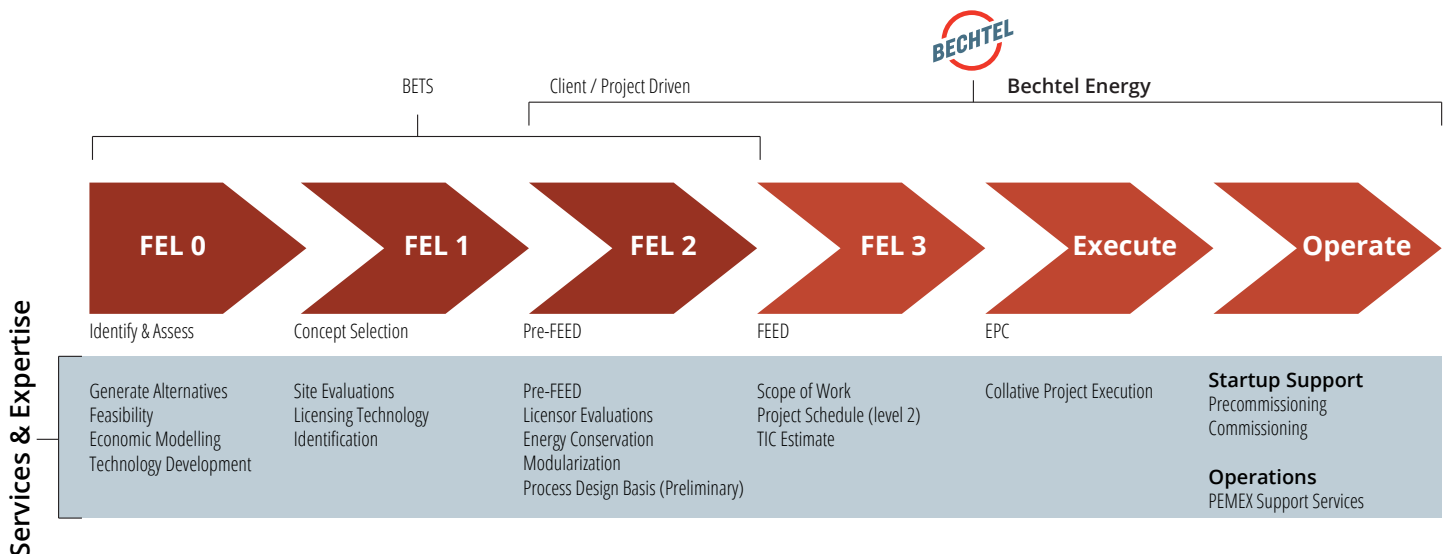 BECHTEL
BETS
Client / Project Driven
Bechtel Energy
FEL 0
FEL 1
FEL 2
FEL 3
Execute
Operate
Identify & Assess
Concept Selection
Pre-FEED
FEED
EPC
Services & Expertise
Generate Alternatives
Feasibility
Economic Modelling
Technology Development
Site Evaluations
Licensing Technology
Identification
Pre-FEED
Licensor Evaluations
Energy Conservation
Modularization
Process Design Basis (Preliminary)
Scope of Work
Project Schedule (level 2)
TIC Estimate
Collative Project Execution
Startup Support
Precommissioning
Commissioning
Operations
PEMEX Support Services